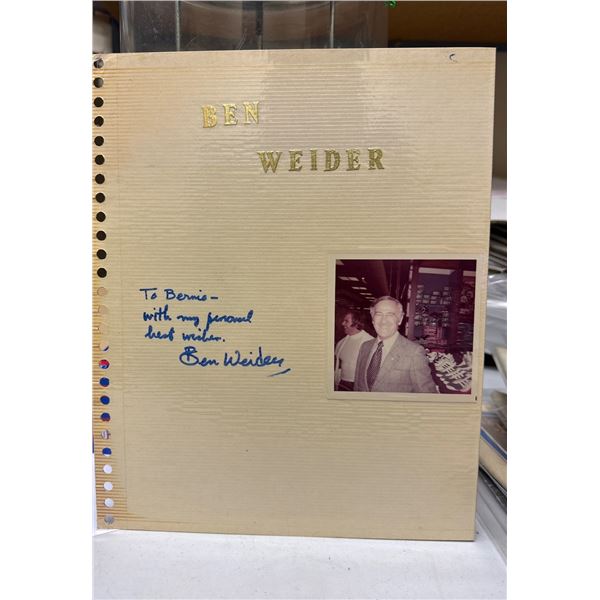 BEN
WEIDER
To Bernie -
with my personal
best wishes.
Ben Weider